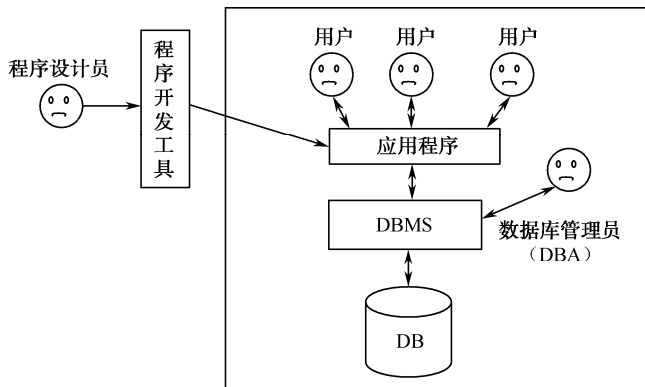 用户
用户
用户
程序设计员
程序开发工具
应用程序
DBMS
数据库管理员
（DBA）
DB